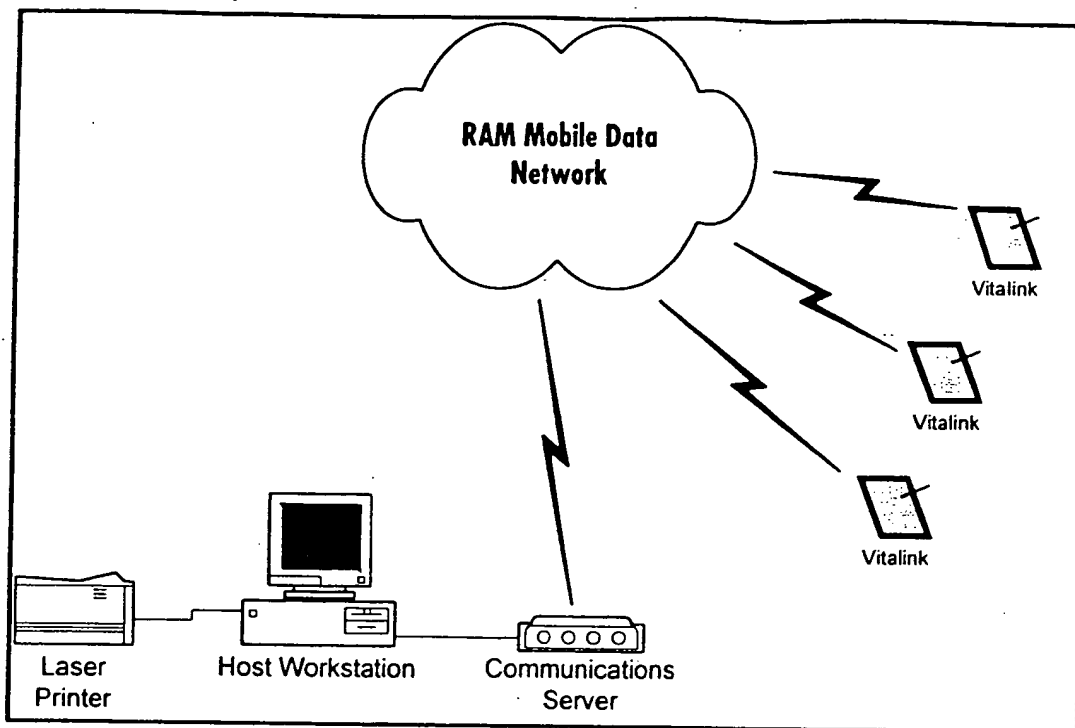 RAM Mobile Data
Network
Vitalink
Vitalink
Vitalink
Laser
Printer
Host Workstation
Communications
Server